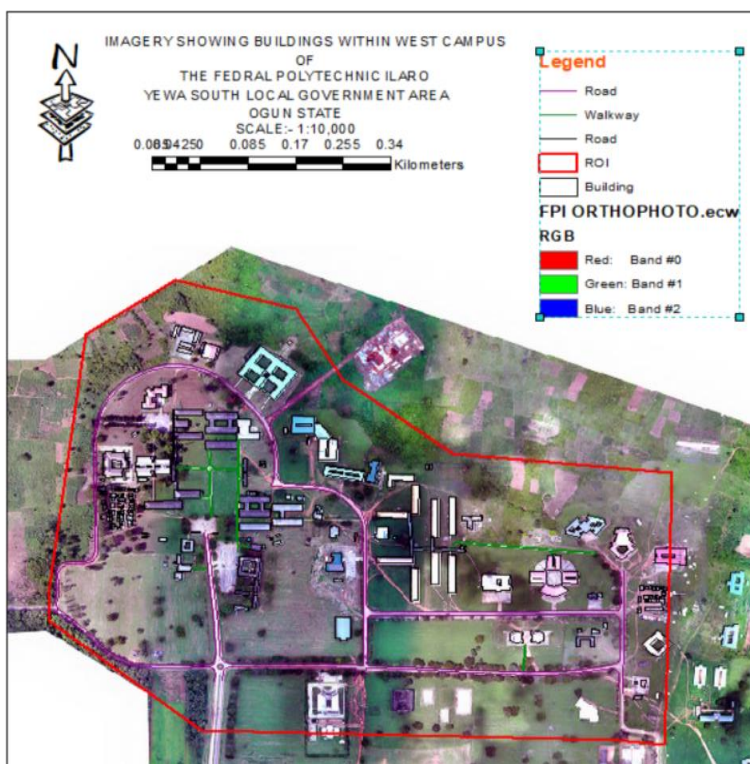 N
IMAGERY SHOWING BUILDINGS WITHIN WEST CAMPUS
OF
THE FEDRAL POLYTECHNIC ILARO
YEWA SOUTH LOCAL GOVERNMENT AREA
OGUN STATE
SCALE:- 1:10,000
0.085 0.17 0.255 0.34
Kilometers
Legend
Road
Walkway
Road
ROI
Building
FPI ORTHOPHOTO.ecw
RGB
Red: Band #0
Green: Band #1
Blue: Band #2